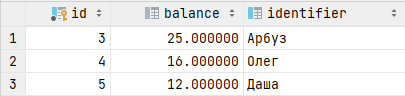 id balance identifier
1 3 25.000000 Арбуз
2 4 16.000000 Олег
3 5 12.000000 Даша